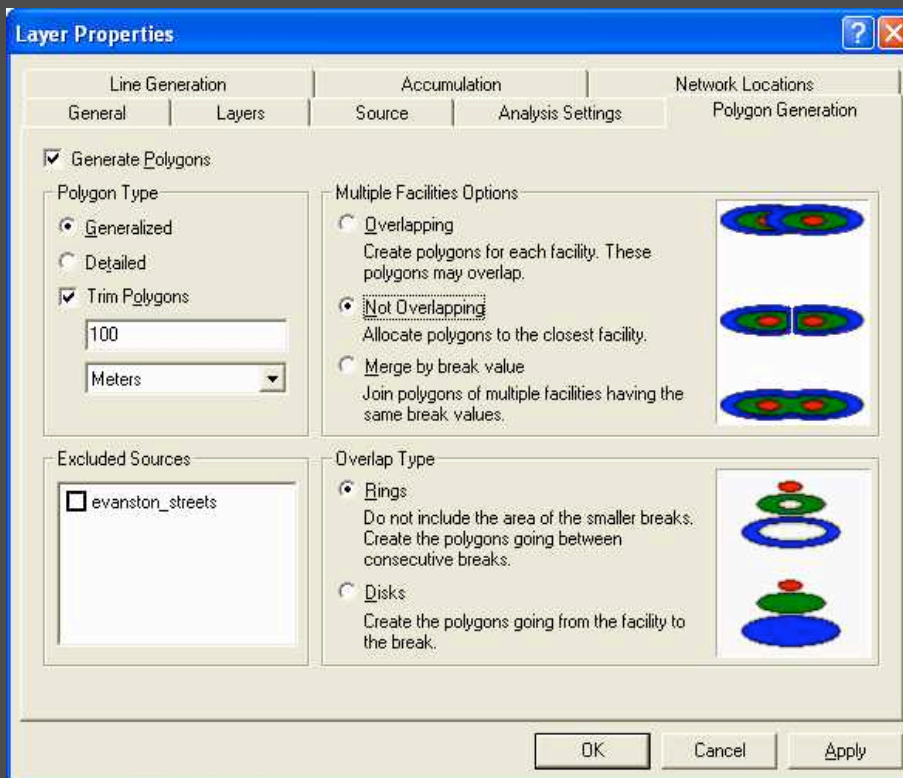 Layer Properties
Line Generation
Accumulation
Network Locations
General
Layers
Source
Analysis Settings
Polygon Generation
Generate Polygons
Polygon Type
Generalized
Detailed
Trim Polygons
100
Meters
Multiple Facilities Options
Overlapping
Create polygons for each facility. These
polygons may overlap.
Not Overlapping
Allocate polygons to the closest facility.
Merge by break value
Join polygons of multiple facilities having the
same break values.
Excluded Sources
evanston_streets
Overlap Type
Rings
Do not include the area of the smaller breaks.
Create the polygons going between
consecutive breaks.
Disks
Create the polygons going from the facility to
the break.
OK
Cancel
Apply